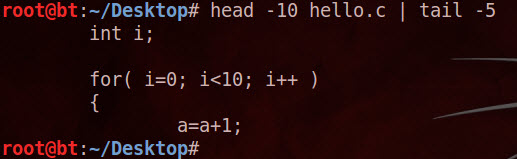 root@bt:~/Desktop# head -10 hello.c | tail -5
int i;
for( i=0; i<10; i++ )
{
a=a+1;
root@bt:~/Desktop#